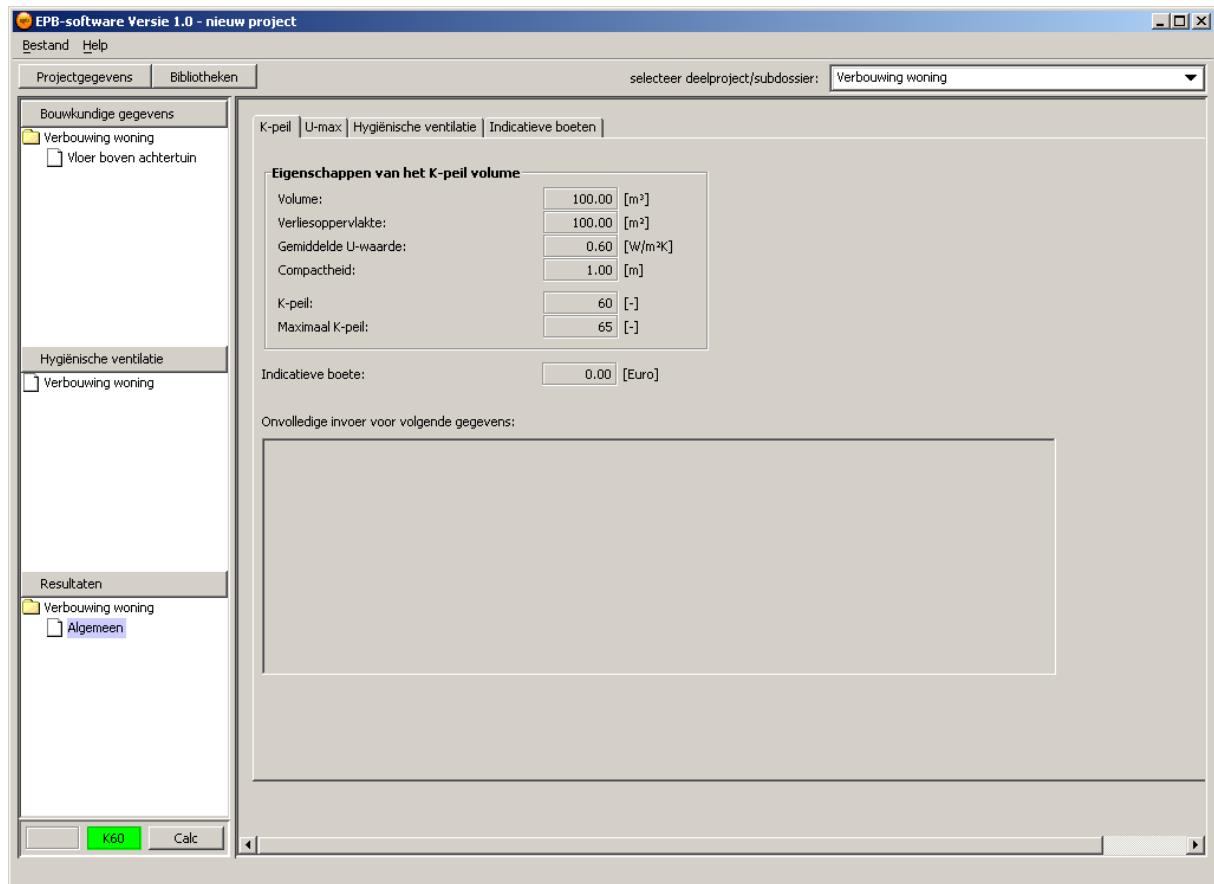 EPB-software Versie 1.0 - nieuw project
Bestand Help
Projectgegevens Bibliotheken selecteer deelproject/subdossier: Verbouwing woning
Bouwkundige gegevens
Verbouwing woning
Vloer boven achtertuin
Hygiënische ventilatie
Verbouwing woning
Resultaten
Verbouwing woning
Algemeen
K60 Calc
K-peil U-max Hygiënische ventilatie Indicatieve boeten
Eigenschappen van het K-peil volume
Volume: 100.00 [m³]
Verliesoppervlakte: 100.00 [m²]
Gemiddelde U-waarde: 0.60 [W/m²K]
Compactheid: 1.00 [m]
K-peil: 60 [-]
Maximaal K-peil: 65 [-]
Indicatieve boete: 0.00 [Euro]
Onvolledige invoer voor volgende gegevens: